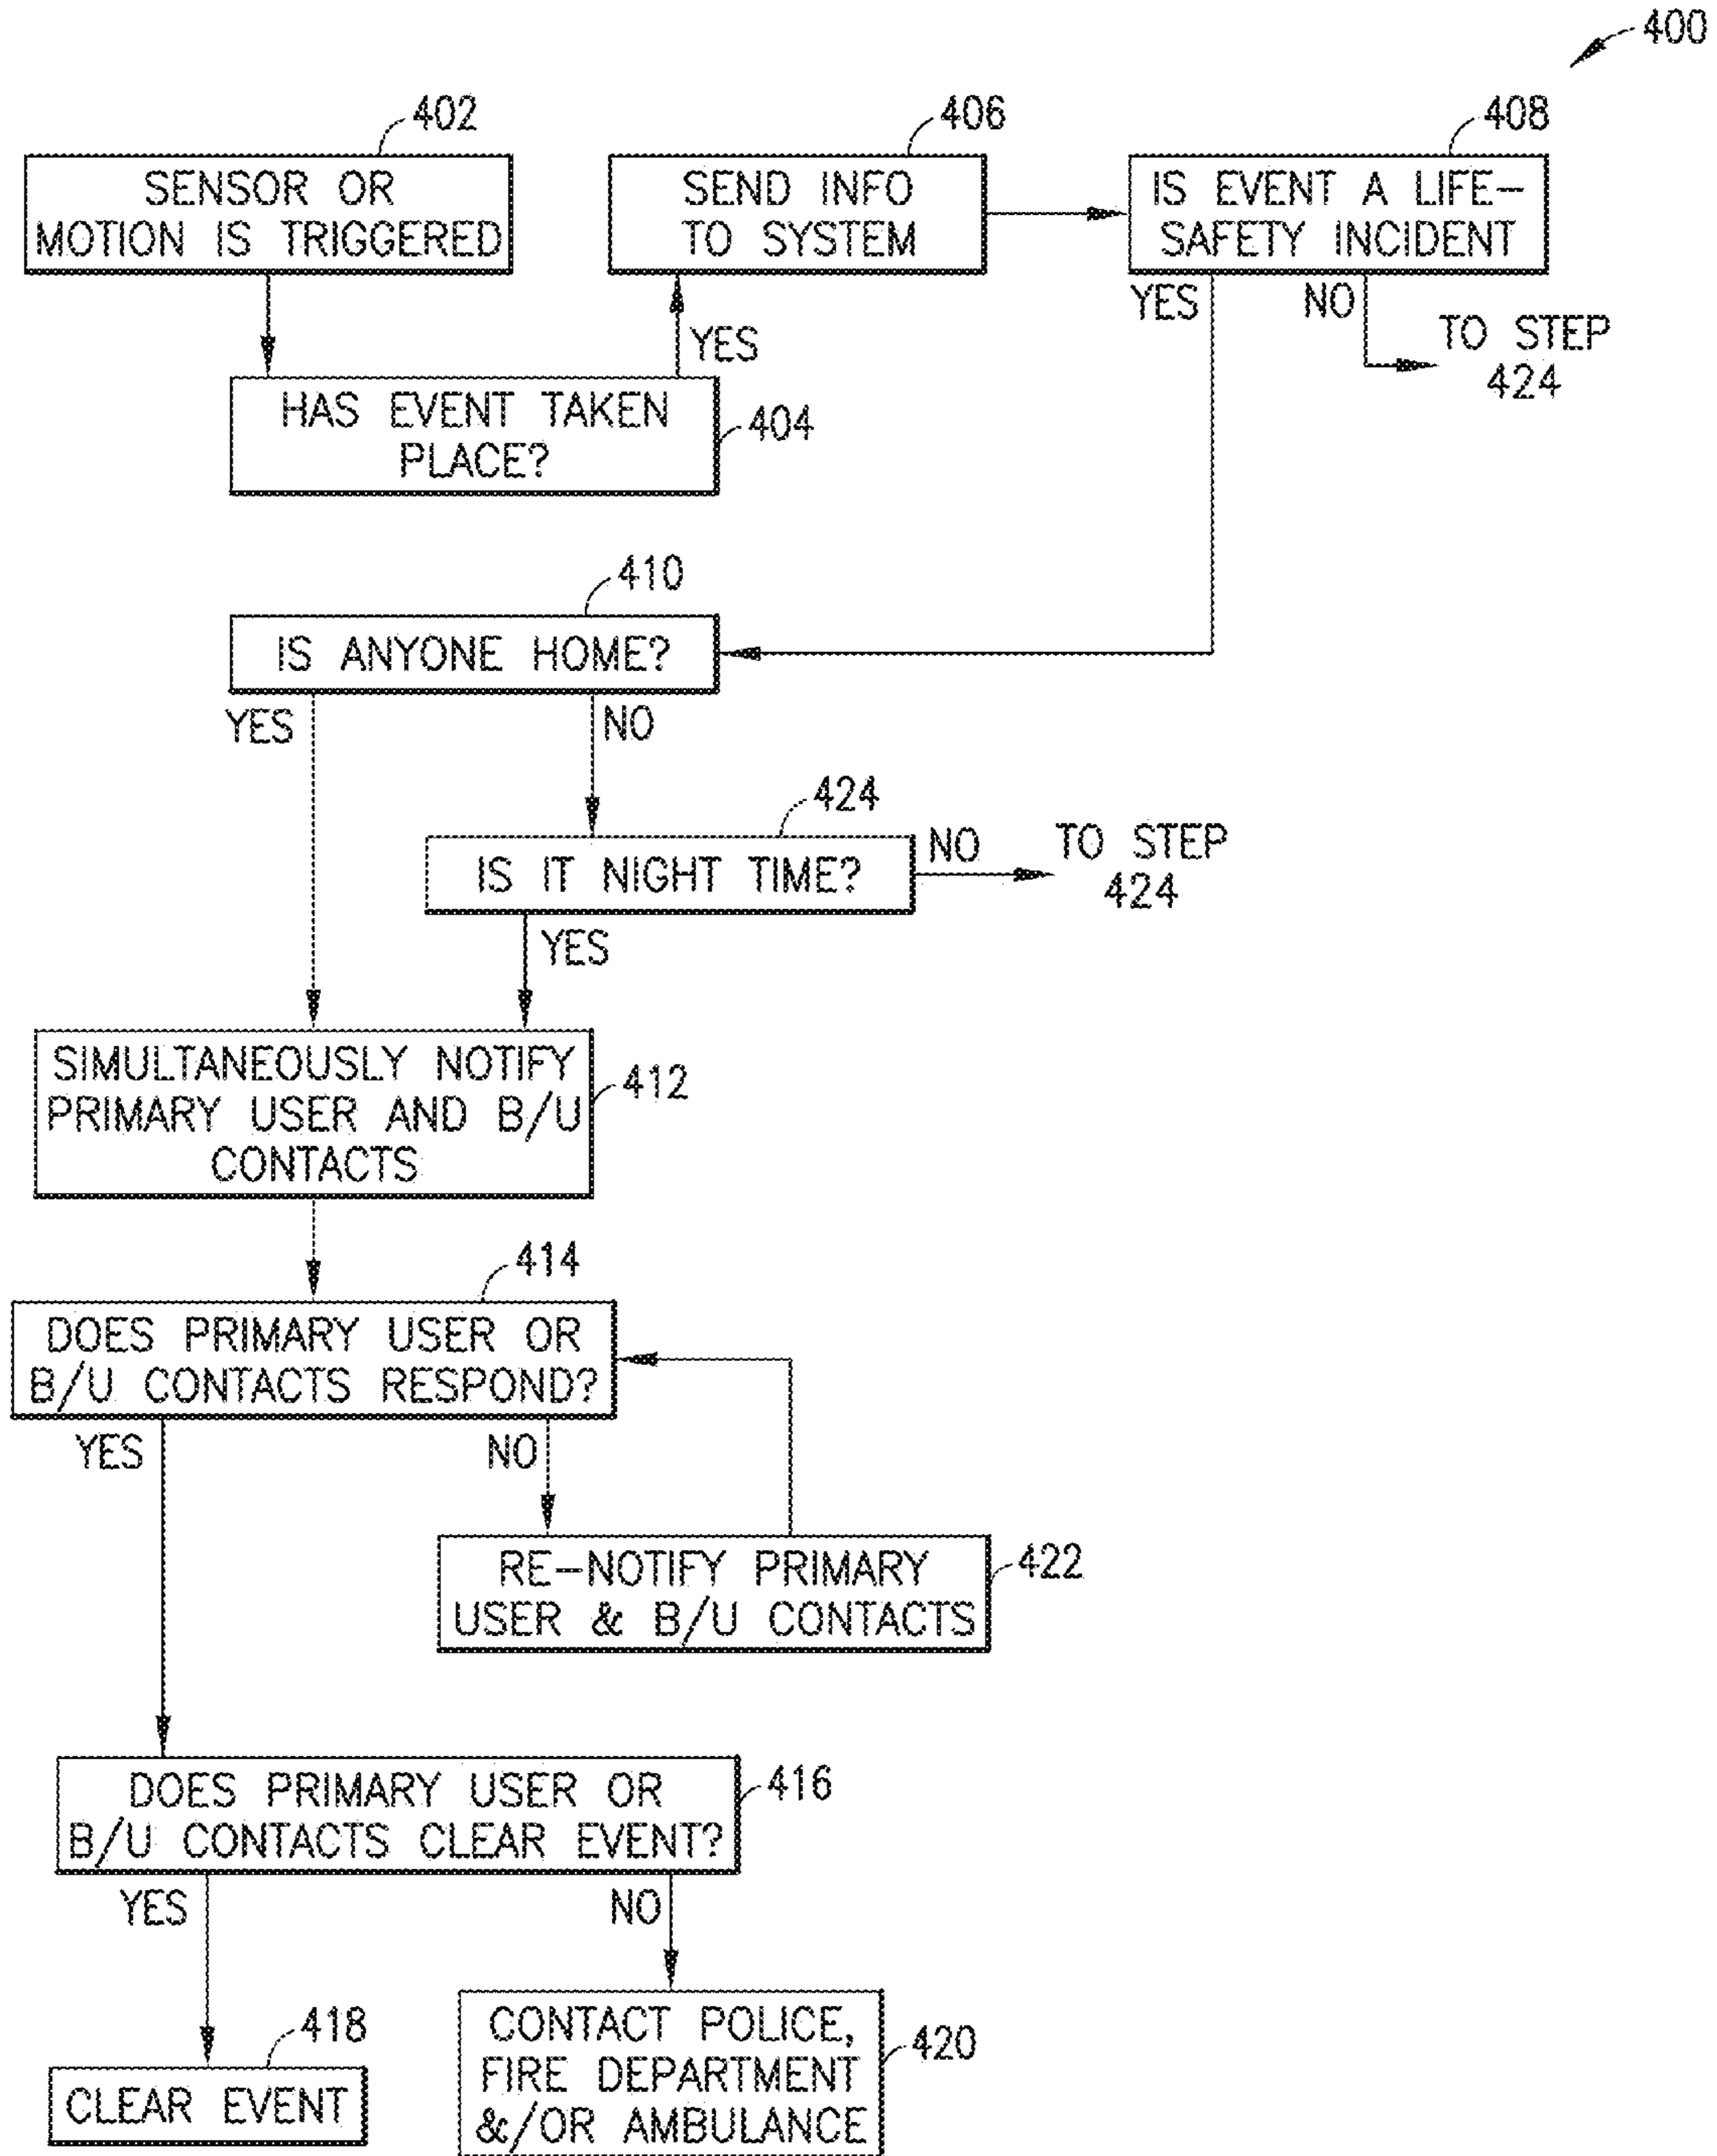 400
402
SENSOR OR
MOTION IS TRIGGERED
406
SEND INFO
TO SYSTEM
408
IS EVENT A LIFE-
SAFETY INCIDENT
YES
YES
NO
TO STEP
424
HAS EVENT TAKEN
PLACE?
404
410
IS ANYONE HOME?
YES
NO
424
IS IT NIGHT TIME?
NO
TO STEP
424
YES
SIMULTANEOUSLY NOTIFY
PRIMARY USER AND B/U
CONTACTS
412
414
DOES PRIMARY USER OR
B/U CONTACTS RESPOND?
YES
NO
RE-NOTIFY PRIMARY
USER & B/U CONTACTS
422
DOES PRIMARY USER OR
B/U CONTACTS CLEAR EVENT?
416
YES
NO
418
CLEAR EVENT
CONTACT POLICE,
FIRE DEPARTMENT
&/OR AMBULANCE
420